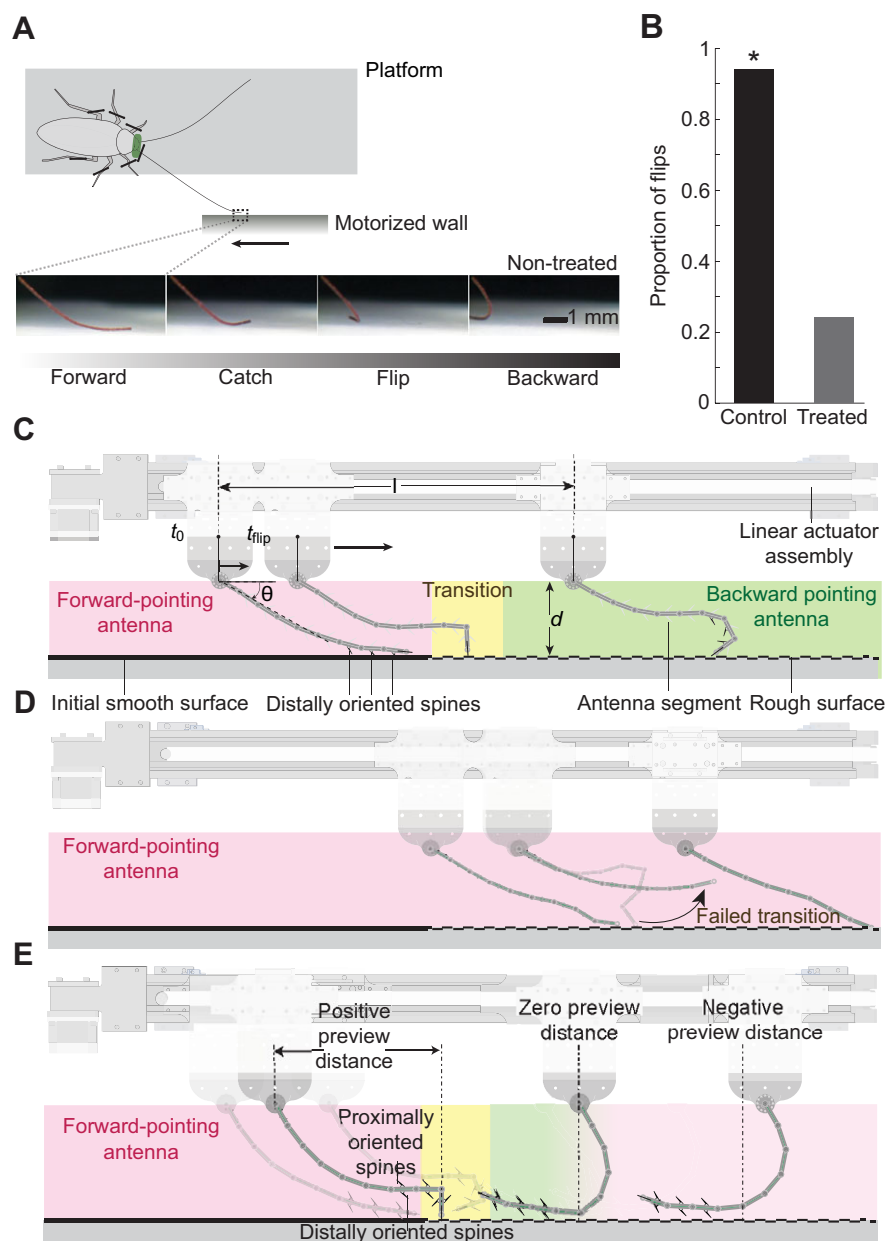 A
Platform
Motorized wall
Non-treated
1 mm
Forward
Catch
Flip
Backward
B
Proportion of flips
1
0.8
0.6
0.4
0.2
0
*
Control
Treated
C
l
t0
tflip
θ
d
Linear actuator
assembly
Forward-pointing
antenna
Transition
Backward pointing
antenna
Initial smooth surface
Distally oriented spines
Antenna segment
Rough surface
D
Forward-pointing
antenna
Failed transition
E
Positive
preview
distance
Zero preview
distance
Negative
preview distance
Forward-pointing
antenna
Proximally
oriented
spines
Distally oriented spines